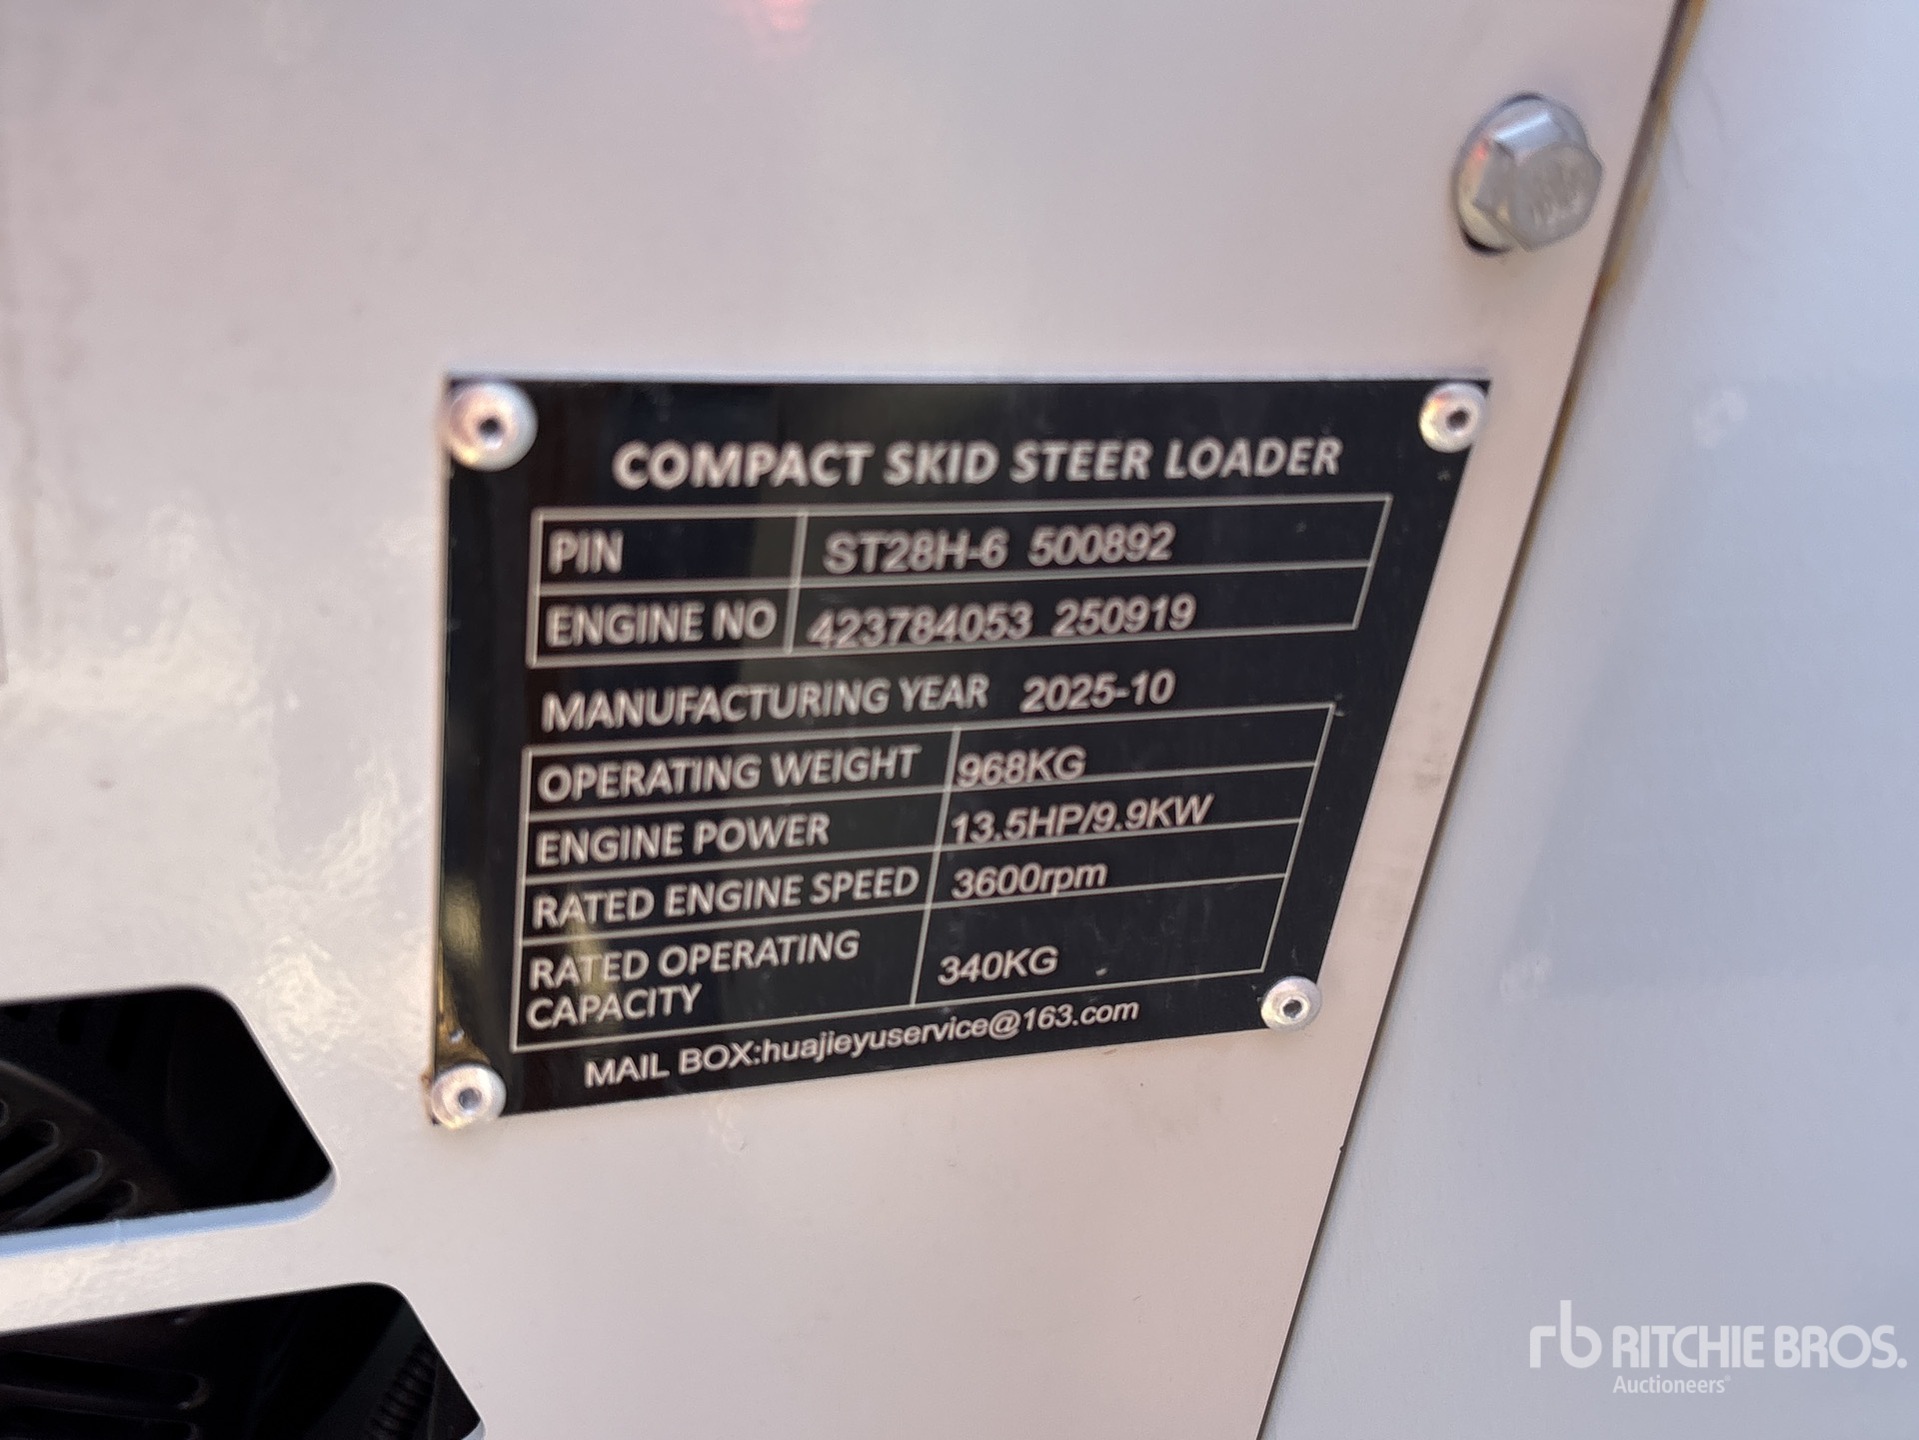 COMPACT SKID STEER LOADER
PIN ST28H-6 500892
ENGINE NO 423784053 250919
MANUFACTURING YEAR 2025-10
OPERATING WEIGHT 968KG
ENGINE POWER 13.5HP/9.9KW
RATED ENGINE SPEED 3600rpm
RATED OPERATING
CAPACITY 340KG
MAIL BOX:huajieyuservice@163.com
rb RITCHIE BROS.
Auctioneers